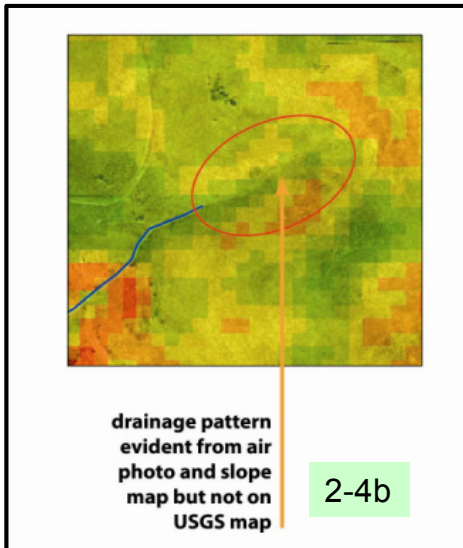 drainage pattern
evident from air
photo and slope
map but not on
USGS map
2-4b